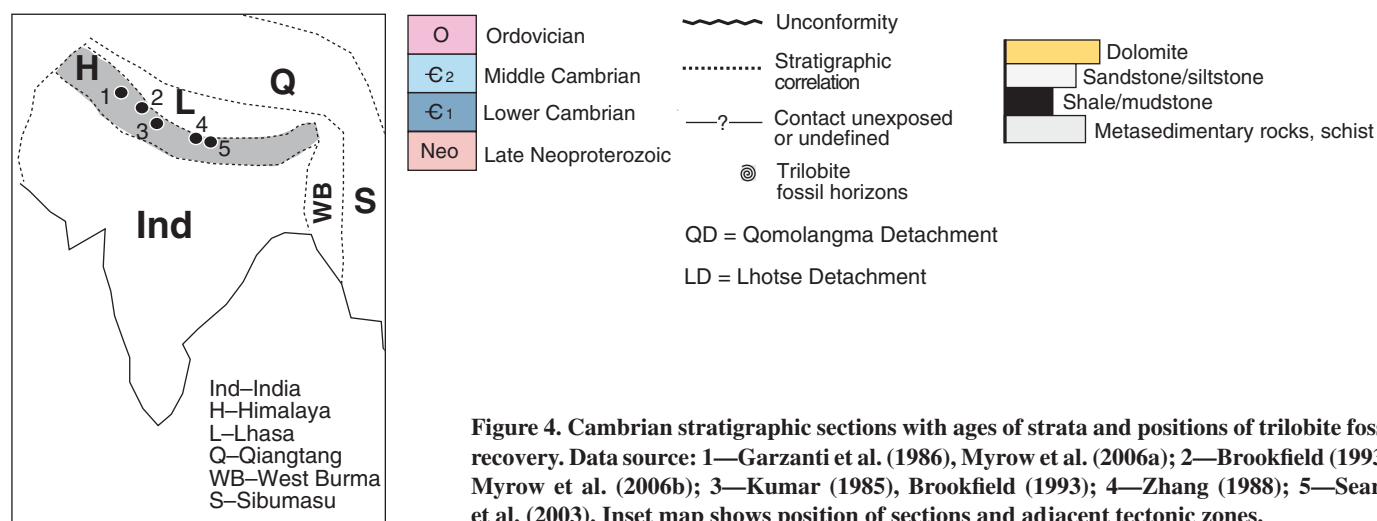 H
1
2
L
Q
3
4
5
WB
S
Ind
Ind–India
H–Himalaya
L–Lhasa
Q–Qiangtang
WB–West Burma
S–Sibumasu
O Ordovician
Є2 Middle Cambrian
Є1 Lower Cambrian
Neo Late Neoproterozoic
Unconformity
Stratigraphic
correlation
? Contact unexposed
or undefined
Trilobite
fossil horizons
QD = Qomolangma Detachment
LD = Lhotse Detachment
Dolomite
Sandstone/siltstone
Shale/mudstone
Metasedimentary rocks, schist
Figure 4. Cambrian stratigraphic sections with ages of strata and positions of trilobite
recovery. Data source: 1—Garzanti et al. (1986), Myrow et al. (2006a); 2—Brookfield (1993
Myrow et al. (2006b); 3—Kumar (1985), Brookfield (1993); 4—Zhang (1988); 5—
et al. (2003). Inset map shows position of sections and adjacent tectonic zones.